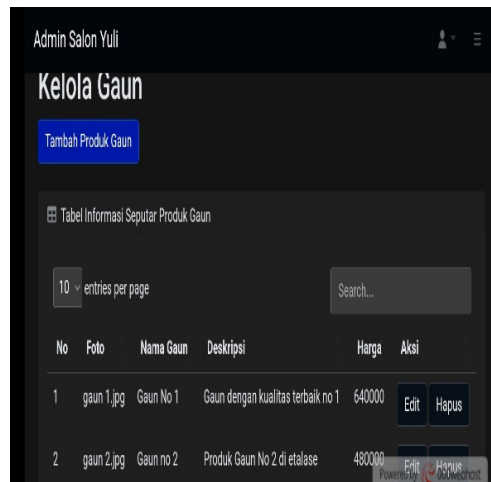 Admin Salon Yuli
Kelola Gaun
Tambah Produk Gaun
Tabel Informasi Seputar Produk Gaun
10 entries per page
Search...
No Foto Nama Gaun Deskripsi Harga Aksi
1 gaun 1.jpg Gaun No 1 Gaun dengan kualitas terbaik no 1 640000 Edit Hapus
2 gaun 2.jpg Gaun no 2 Produk Gaun No 2 di etalase 480000 Edit Hapus
Powered by 000webhost